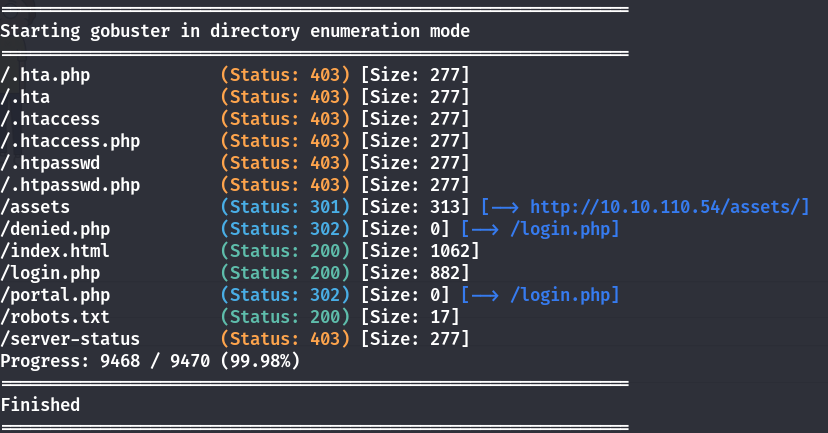 ===============================================================
Starting gobuster in directory enumeration mode
===============================================================
/.hta.php             (Status: 403) [Size: 277]
/.hta                 (Status: 403) [Size: 277]
/.htaccess            (Status: 403) [Size: 277]
/.htaccess.php        (Status: 403) [Size: 277]
/.htpasswd            (Status: 403) [Size: 277]
/.htpasswd.php        (Status: 403) [Size: 277]
/assets               (Status: 301) [Size: 313] [--> http://10.10.110.54/assets/]
/denied.php           (Status: 302) [Size: 0] [--> /login.php]
/index.html           (Status: 200) [Size: 1062]
/login.php            (Status: 200) [Size: 882]
/portal.php           (Status: 302) [Size: 0] [--> /login.php]
/robots.txt           (Status: 200) [Size: 17]
/server-status        (Status: 403) [Size: 277]
Progress: 9468 / 9470 (99.98%)
===============================================================
Finished
===============================================================